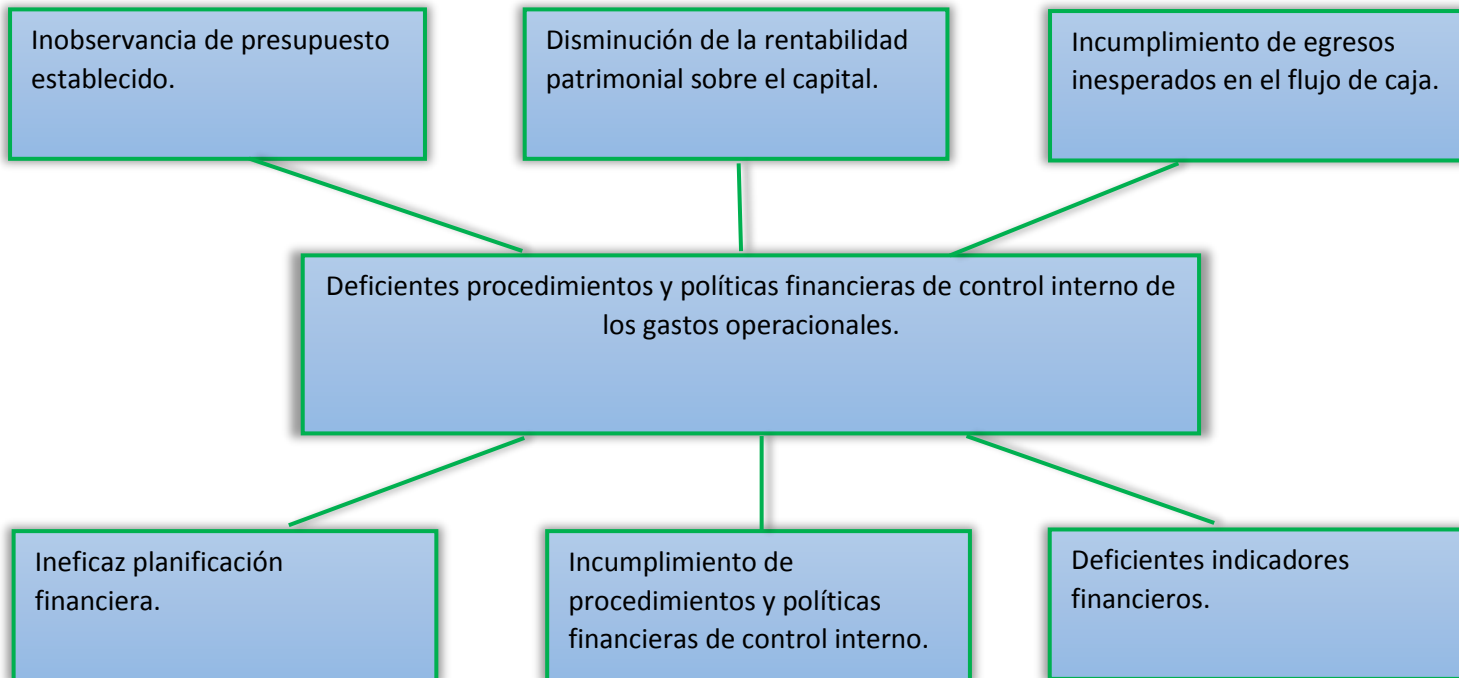 Inobservancia de presupuesto
establecido.
Disminución de la rentabilidad
patrimonial sobre el capital.
Incumplimiento de egresos
inesperados en el flujo de caja.
Deficientes procedimientos y políticas financieras de control interno de
los gastos operacionales.
Ineficaz planificación
financiera.
Incumplimiento de
procedimientos y políticas
financieras de control interno.
Deficientes indicadores
financieros.